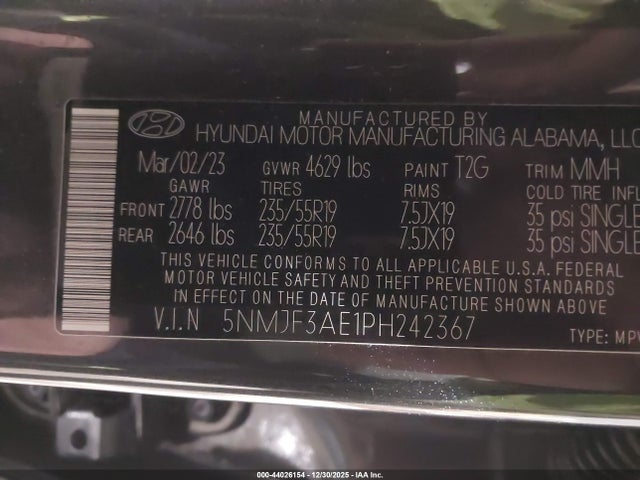 MANUFACTURED BY
HYUNDAI MOTOR MANUFACTURING ALABAMA, LLC
Mar/02/23 GVWR 4629 lbs PAINT T2G TRIM MMH
GAWR TIRES RIMS COLD TIRE INFL
FRONT 2778 lbs 235/55R19 7.5JX19 35 psi SINGLE
REAR 2646 lbs 235/55R19 7.5JX19 35 psi SINGLE
THIS VEHICLE CONFORMS TO ALL APPLICABLE U.S.A. FEDERAL
MOTOR VEHICLE SAFETY AND THEFT PREVENTION STANDARDS
IN EFFECT ON THE DATE OF MANUFACTURE SHOWN ABOVE
V.I.N 5NMJF3AE1PH242367
TYPE: MPV
000-44026154 — 12/30/2025 — IAA Inc.